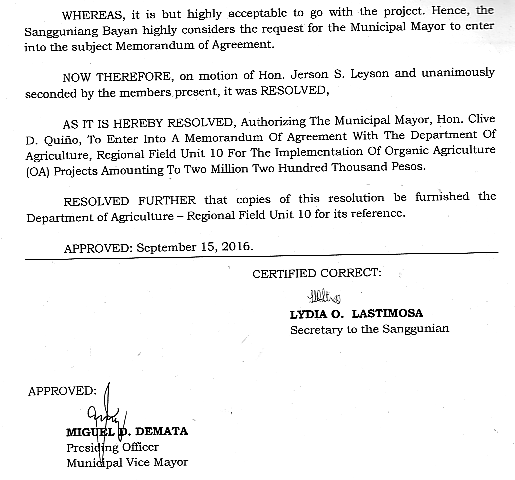 WHEREAS, it is but highly acceptable to go with the project. Hence, the
Sangguniang Bayan highly considers the request for the Municipal Mayor to enter
into the subject Memorandum of Agreement.
NOW THEREFORE, on motion of Hon. Jerson S. Leyson and unanimously
seconded by the members present, it was RESOLVED,
AS IT IS HEREBY RESOLVED, Authorizing The Municipal Mayor, Hon. Clive
D. Quiño, To Enter Into A Memorandum Of Agreement With The Department Of
Agriculture, Regional Field Unit 10 For The Implementation Of Organic Agriculture
(OA) Projects Amounting To Two Million Two Hundred Thousand Pesos.
RESOLVED FURTHER that copies of this resolution be furnished the
Department of Agriculture – Regional Field Unit 10 for its reference.
APPROVED: September 15, 2016.
CERTIFIED CORRECT:
LYDIA O. LASTIMOSA
Secretary to the Sanggunian
APPROVED:
MIGUEL D. DEMATA
Presiding Officer
Municipal Vice Mayor